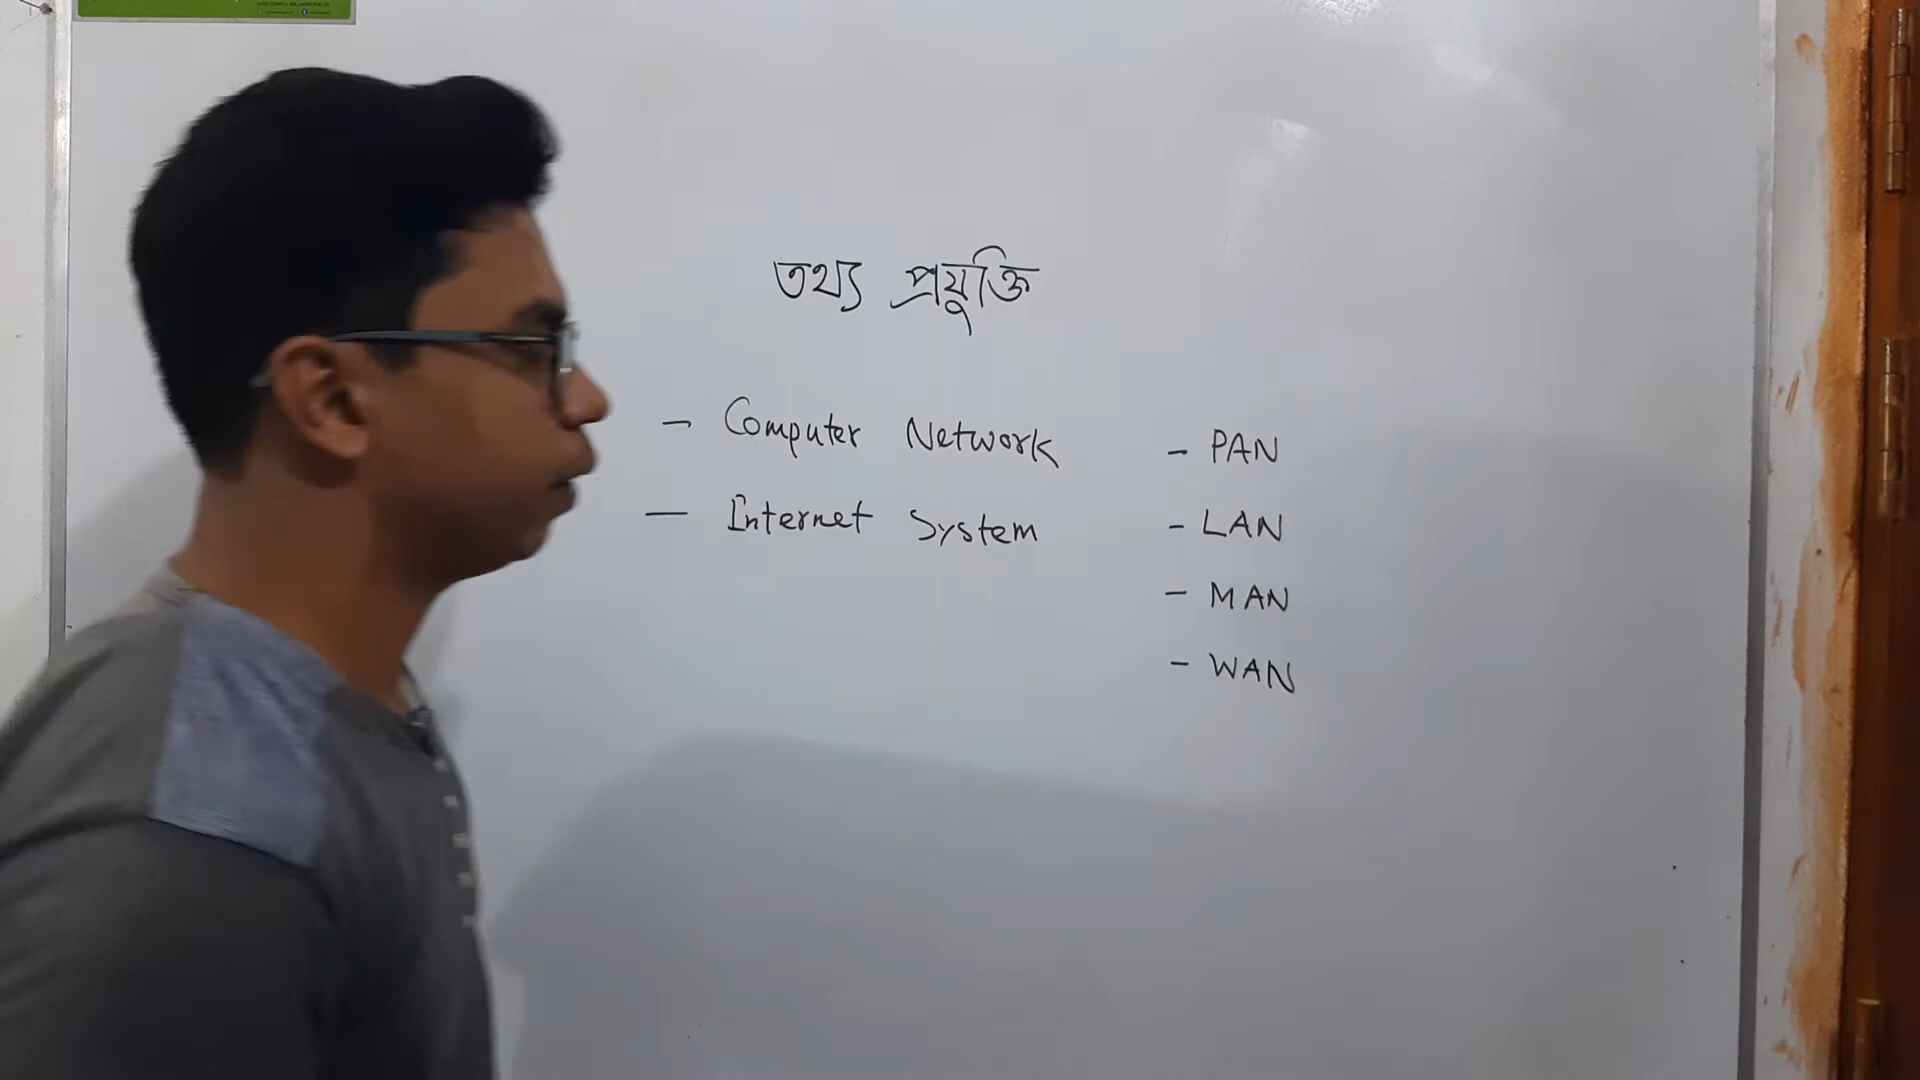 তথ্য প্রযুক্তি
- Computer Network
- Internet System
- PAN
- LAN
- MAN
- WAN